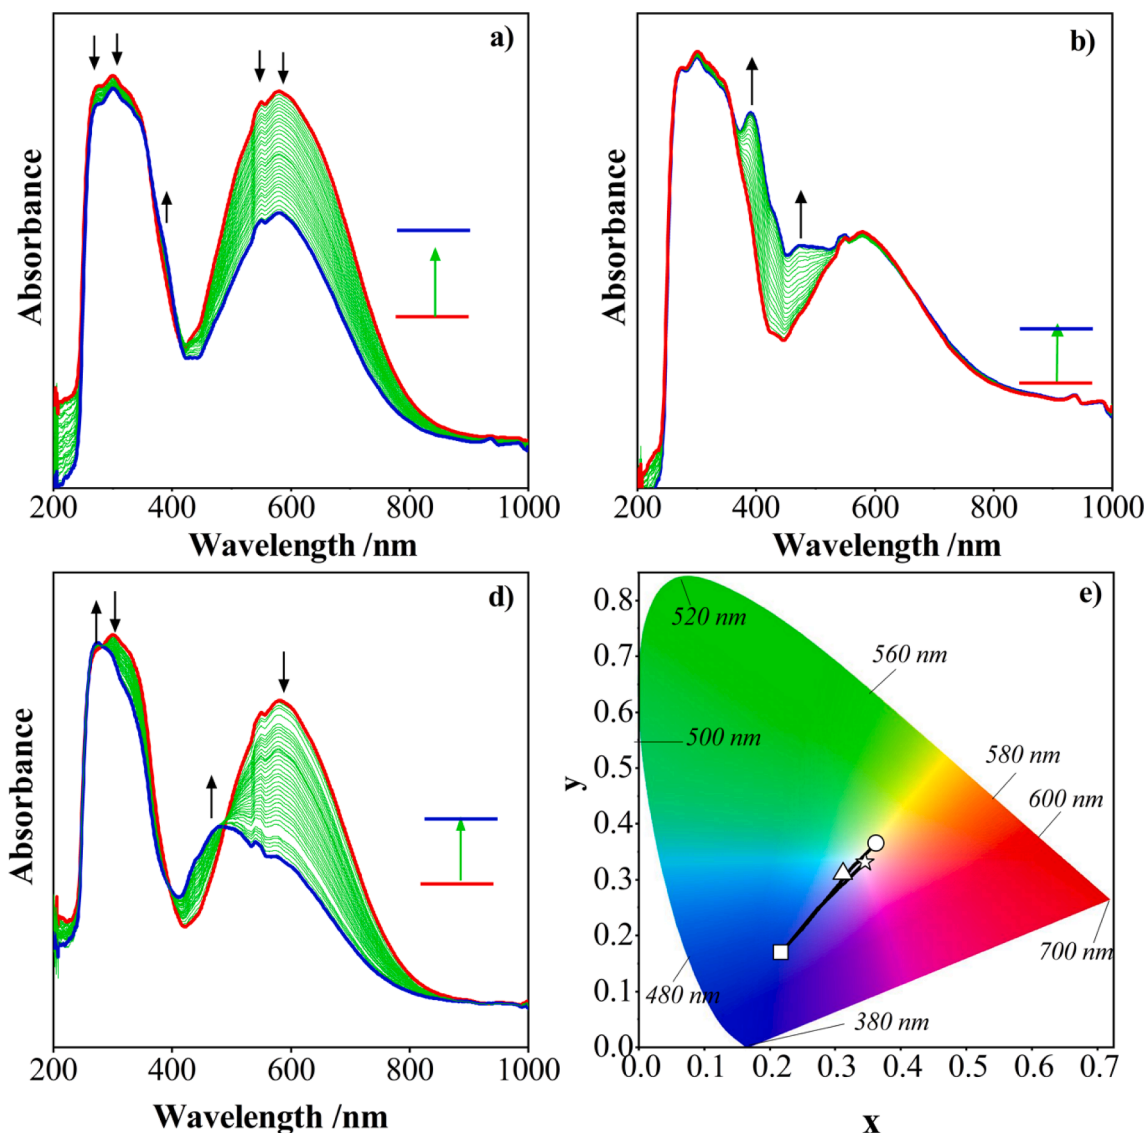 a)
Absorbance
200 400 600 800 1000
Wavelength /nm
b)
Absorbance
200 400 600 800 1000
Wavelength /nm
d)
Absorbance
200 400 600 800 1000
Wavelength /nm
e)
0.8
0.7
0.6
0.5
0.4
0.3
0.2
0.1
0.0
y
520 nm
560 nm
500 nm
580 nm
600 nm
700 nm
480 nm
380 nm
0.0 0.1 0.2 0.3 0.4 0.5 0.6 0.7
x